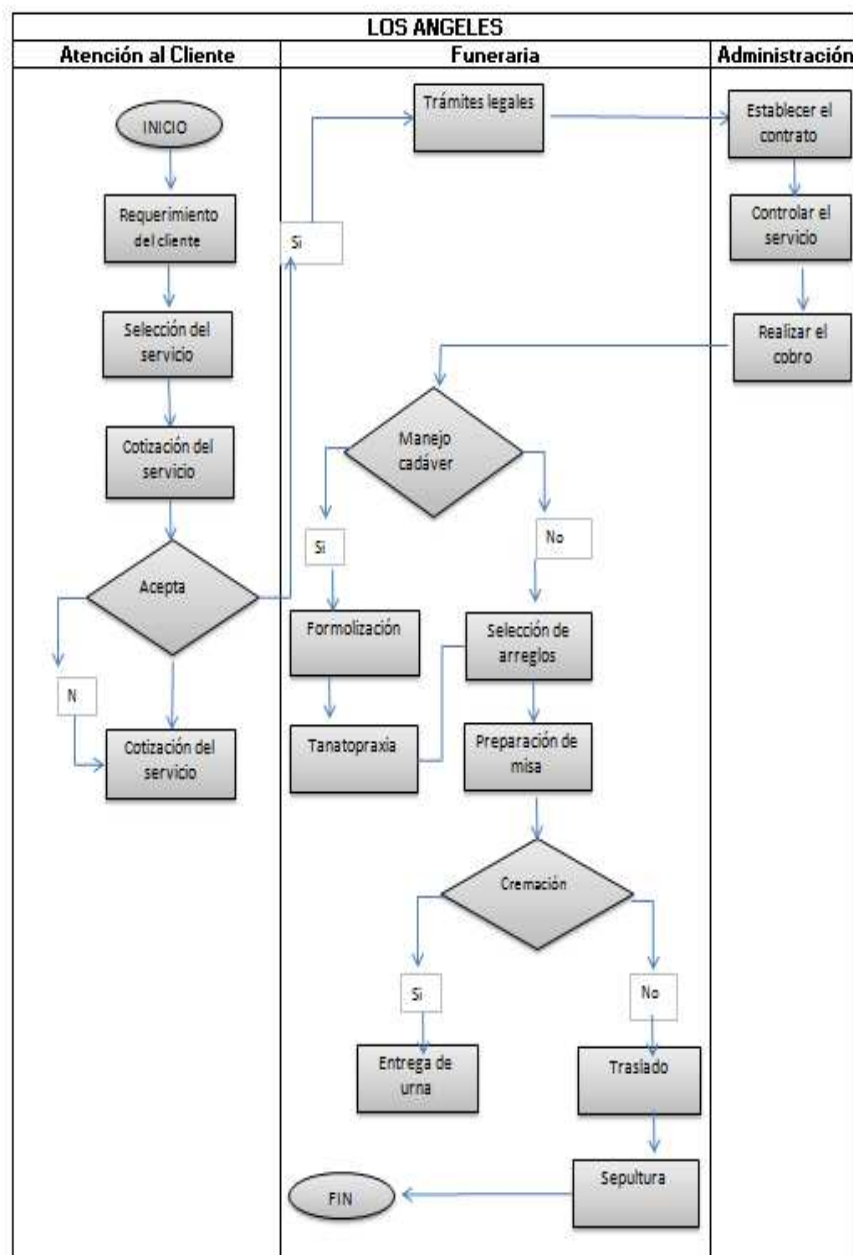 LOS ANGELES
Atención al Cliente
Funeraria
Administración
INICIO
Requerimiento
del cliente
Selección del
servicio
Cotización del
servicio
Acepta
N
Cotización del
servicio
Si
Trámites legales
Establecer el
contrato
Controlar el
servicio
Realizar el
cobro
Manejo
cadáver
Si
No
Formolización
Selección de
arreglos
Tanatopraxia
Preparación de
misa
Cremación
Si
No
Entrega de
urna
Traslado
Sepultura
FIN